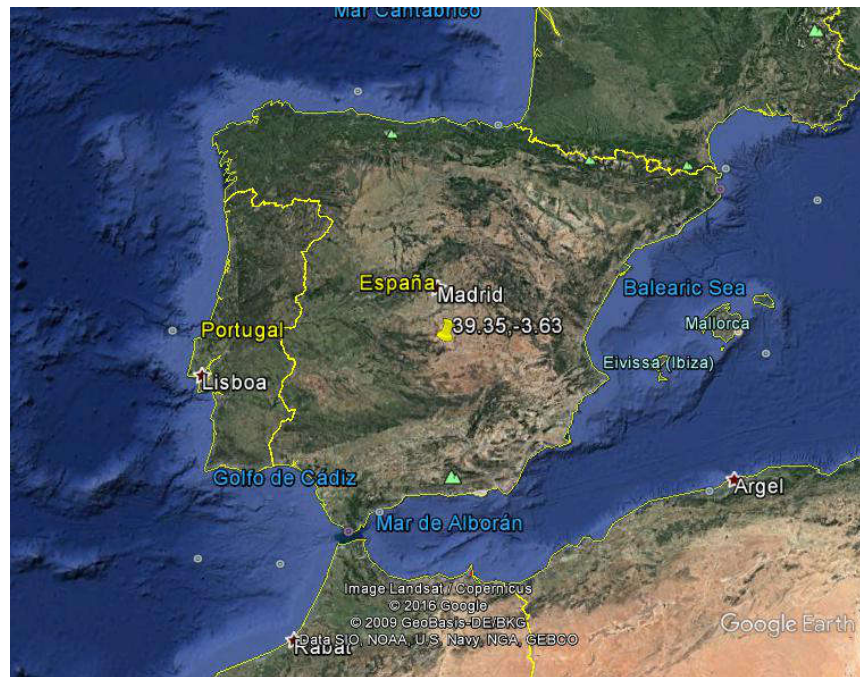 Mar Cantábrico
España
Madrid
Balearic Sea
39.35,-3.63
Portugal
Mallorca
Eivissa (Ibiza)
Lisboa
Golfo de Cádiz
Argel
Mar de Alborán
Image Landsat / Copernicus
© 2016 Google
© 2009 GeoBasis-DE/BKG
Data SIO, NOAA, U.S. Navy, NGA, GEBCO
Google Earth
Rabat